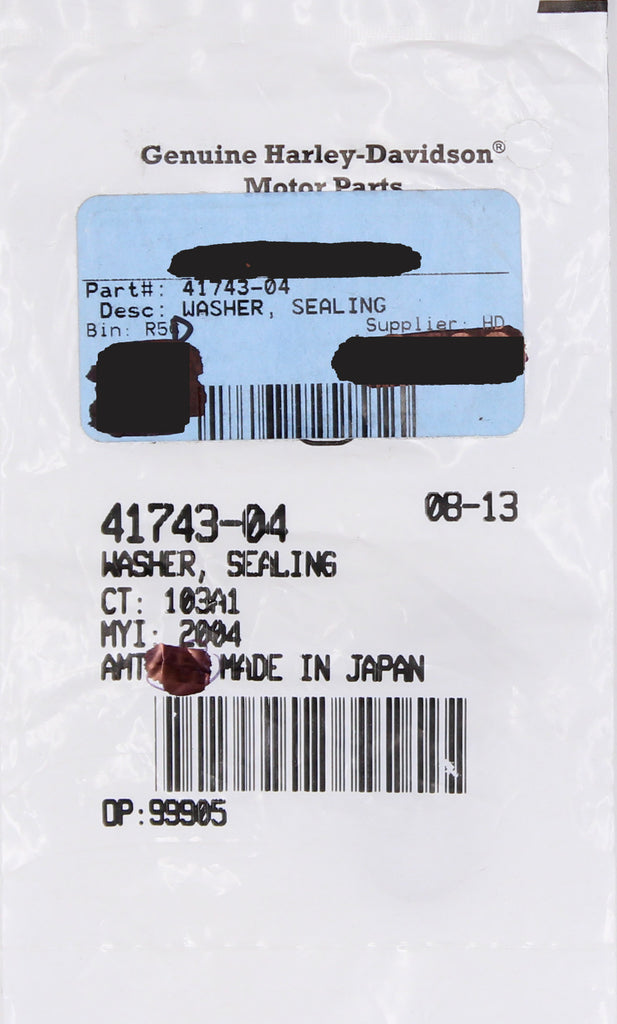 Genuine Harley-Davidson®
Motor Parts
Part#: 41743-04
Desc: WASHER, SEALING
Bin: Supplier: HD
41743-04 08-13
WASHER, SEALING
CT: 103A1
MYI: 2004
AMT MADE IN JAPAN
OP:99905